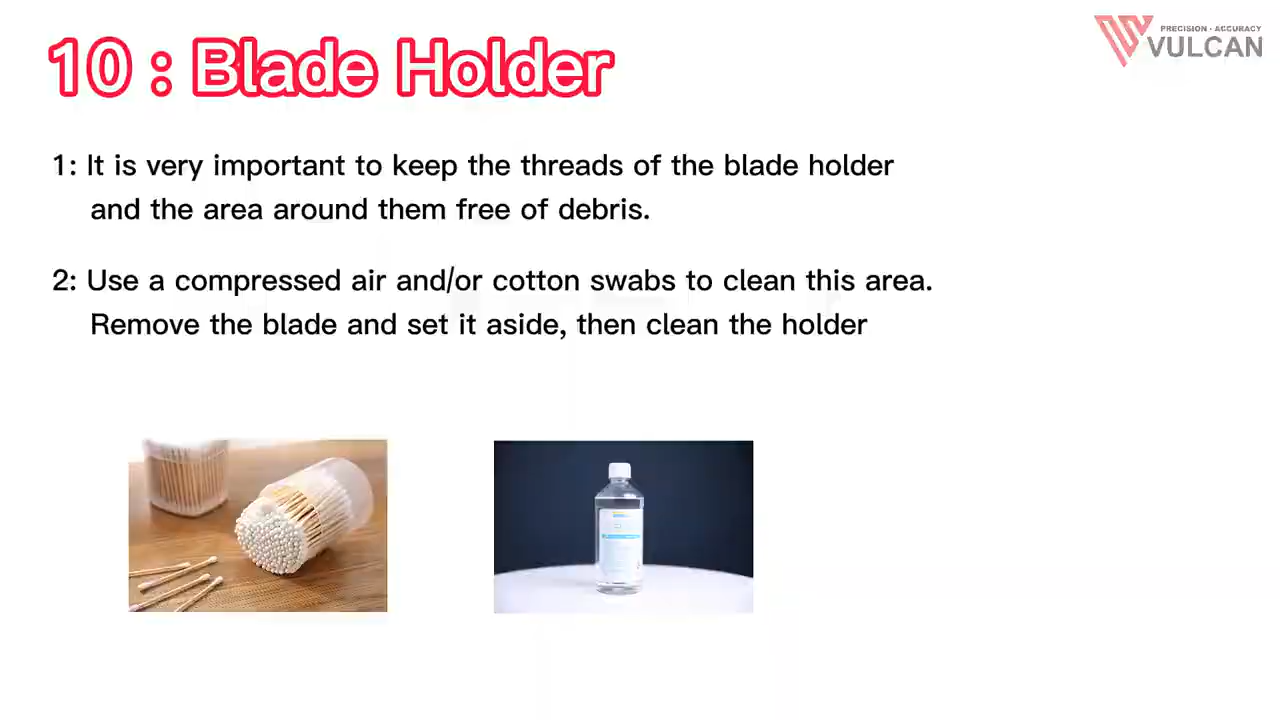 10 : Blade Holder
PRECISION · ACCURACY
VULCAN
1: It is very important to keep the threads of the blade holder
and the area around them free of debris.
2: Use a compressed air and/or cotton swabs to clean this area.
Remove the blade and set it aside, then clean the holder